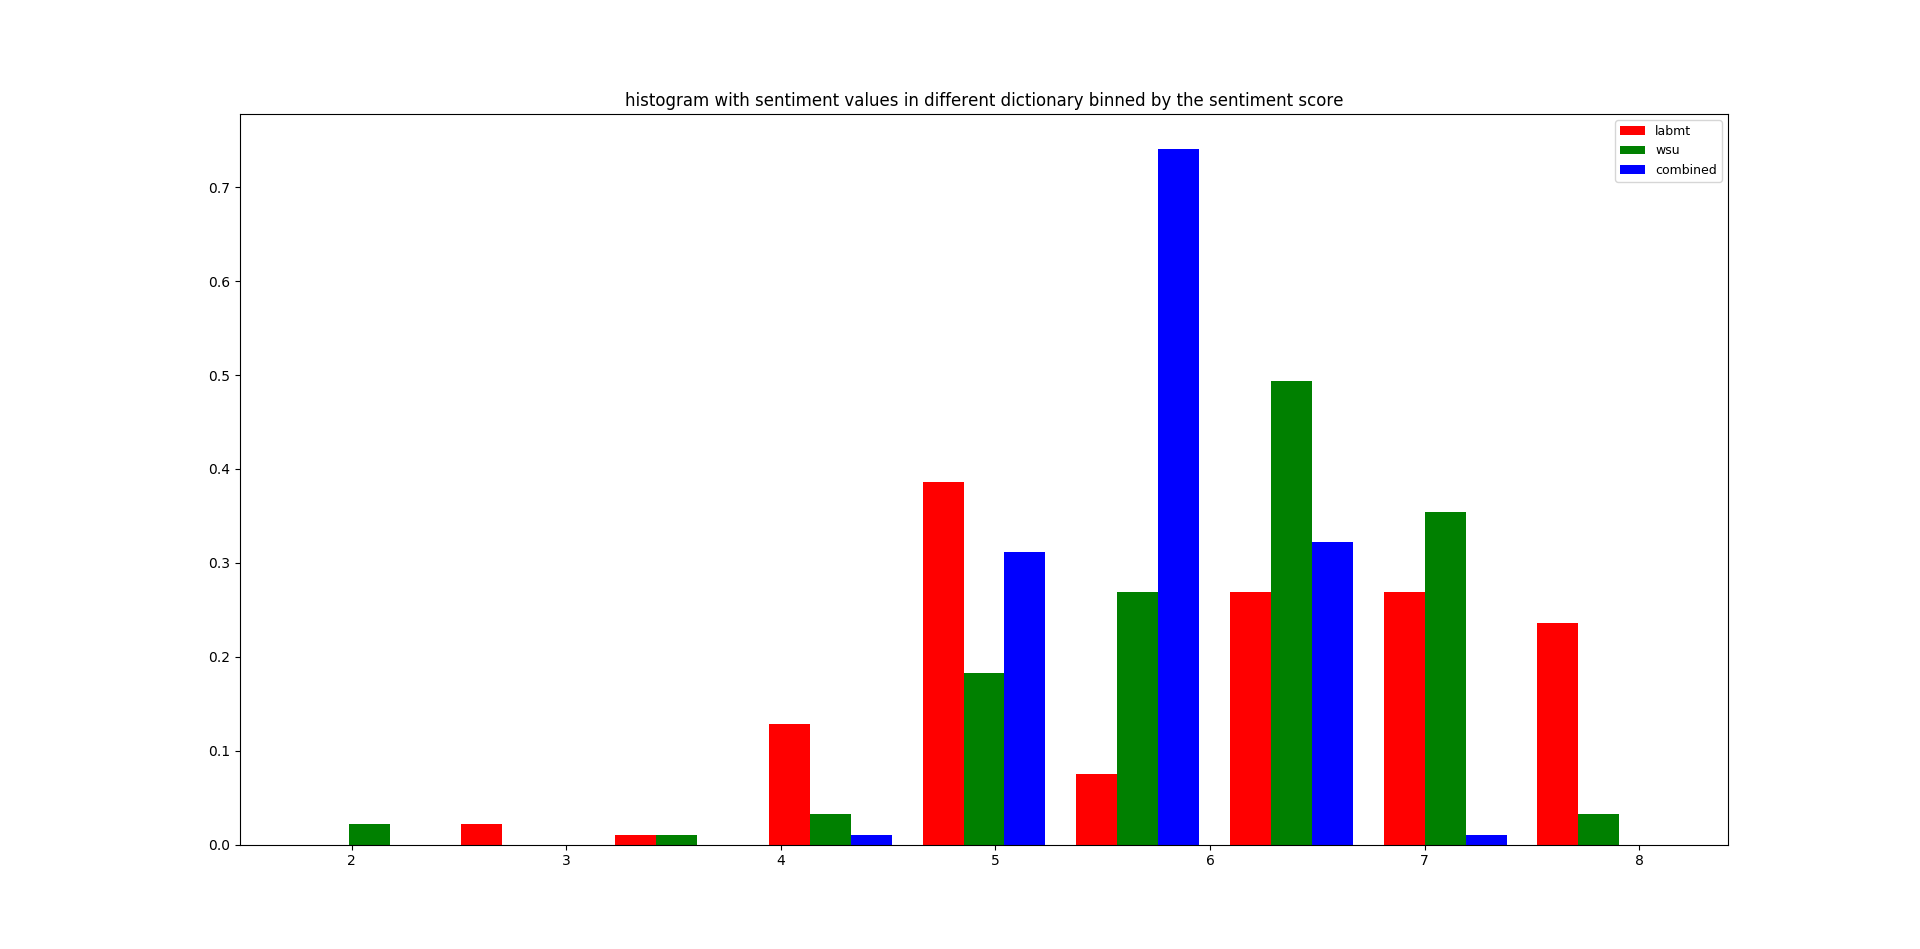 histogram with sentiment values in different dictionary binned by the sentiment score
labmt
wsu
combined
0.7
0.6
0.5
0.4
0.3
0.2
0.1
0.0
2 3 4 5 6 7 8